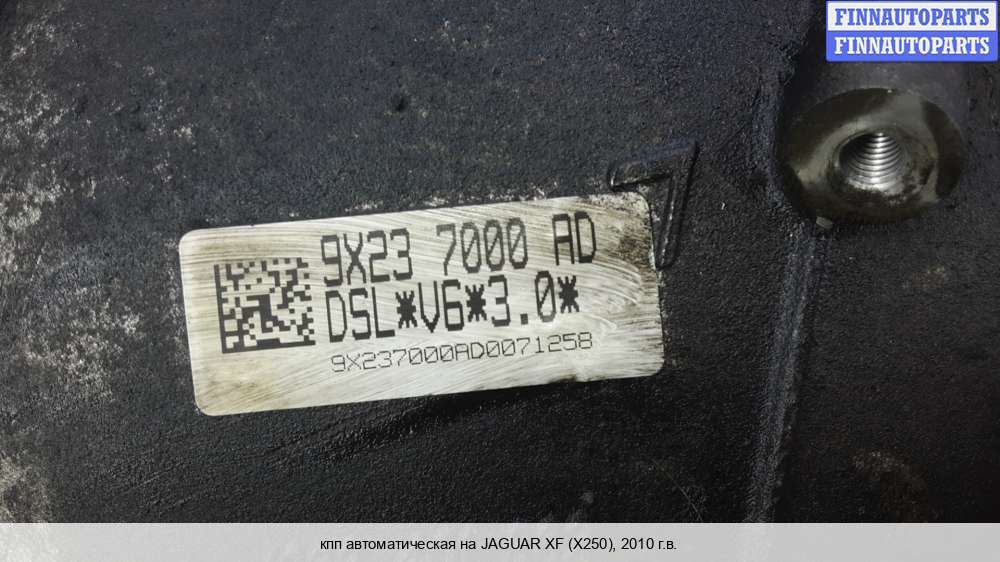 FINNAUTOPARTS
FINNAUTOPARTS
9X23 7000 AD
DSL*V6*3.0*
9X237000AD0071258
кпп автоматическая на JAGUAR XF (X250), 2010 г.в.